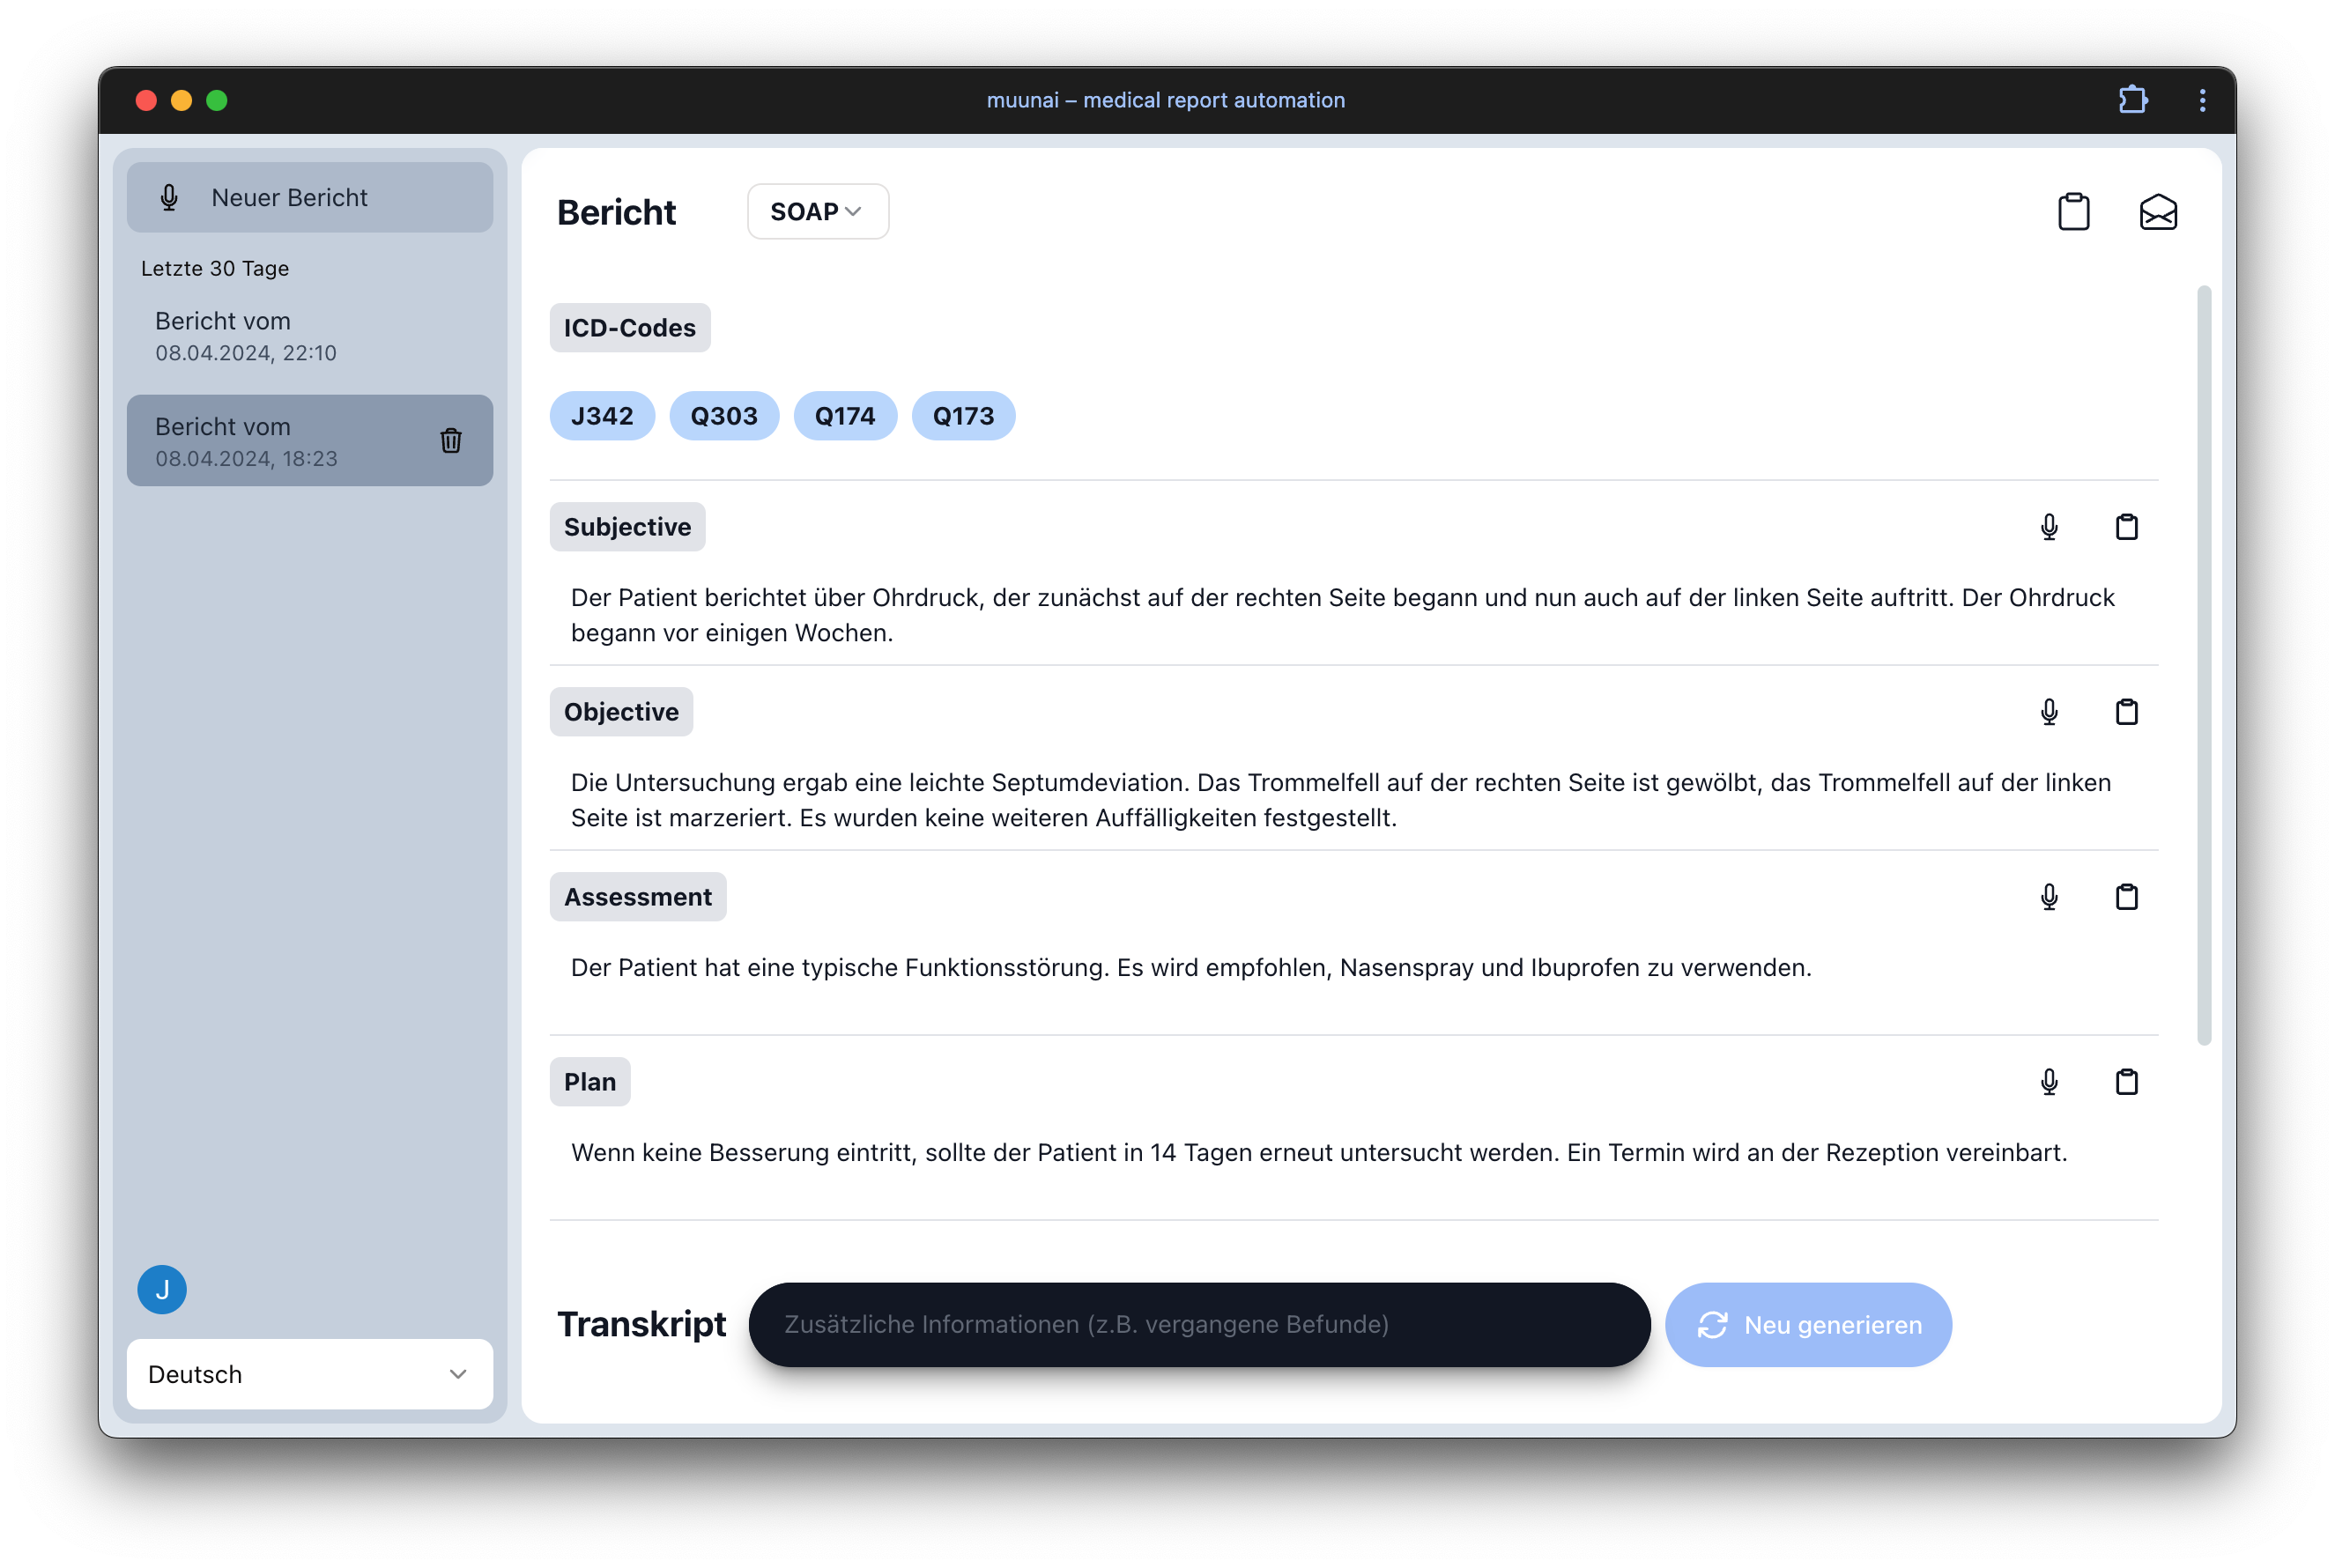 muunai – medical report automation
Neuer Bericht
Letzte 30 Tage
Bericht vom
08.04.2024, 22:10
Bericht vom
08.04.2024, 18:23
J
Deutsch
Bericht
SOAP
ICD-Codes
J342 Q303 Q174 Q173
Subjective
Der Patient berichtet über Ohrdruck, der zunächst auf der rechten Seite begann und nun auch auf der linken Seite auftritt. Der Ohrdruck
begann vor einigen Wochen.
Objective
Die Untersuchung ergab eine leichte Septumdeviation. Das Trommelfell auf der rechten Seite ist gewölbt, das Trommelfell auf der linken
Seite ist marzeriert. Es wurden keine weiteren Auffälligkeiten festgestellt.
Assessment
Der Patient hat eine typische Funktionsstörung. Es wird empfohlen, Nasenspray und Ibuprofen zu verwenden.
Plan
Wenn keine Besserung eintritt, sollte der Patient in 14 Tagen erneut untersucht werden. Ein Termin wird an der Rezeption vereinbart.
Transkript
Zusätzliche Informationen (z.B. vergangene Befunde)
Neu generieren